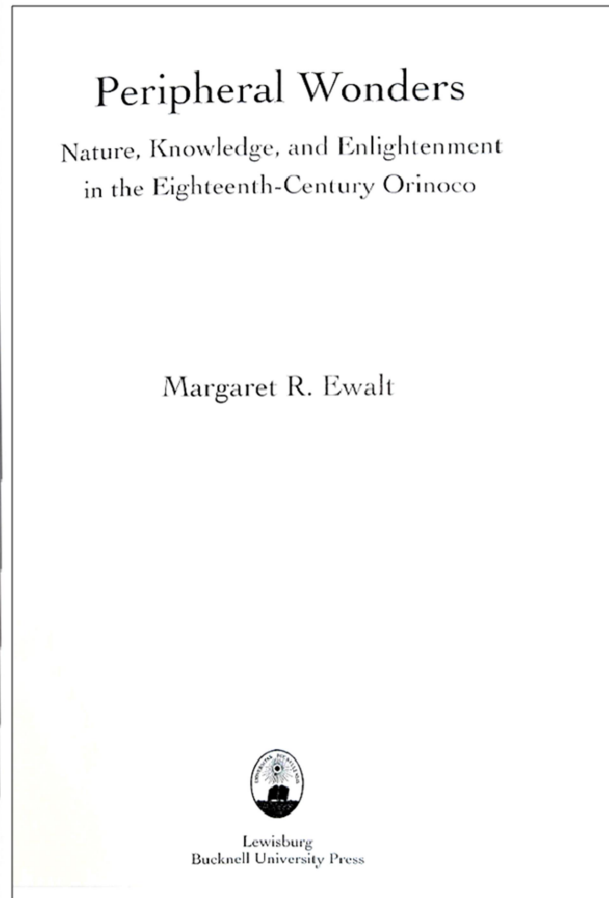 Peripheral Wonders
Nature, Knowledge, and Enlightenment
in the Eighteenth-Century Orinoco
Margaret R. Ewalt
Lewisburg
Bucknell University Press